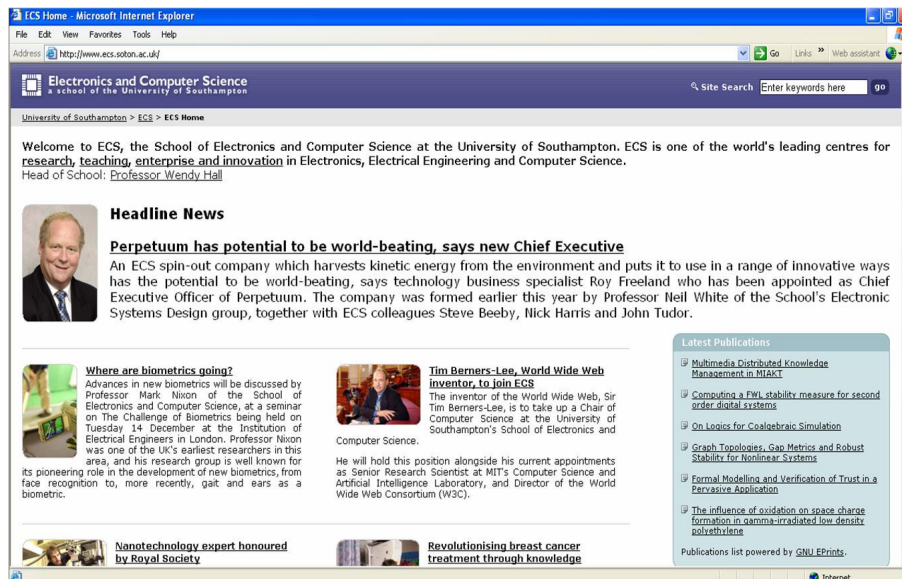 ECS Home - Microsoft Internet Explorer
File Edit View Favorites Tools Help
Address http://www.ecs.soton.ac.uk/ Go Links » Web assistant
Electronics and Computer Science
a school of the University of Southampton
Site Search Enter keywords here go
University of Southampton > ECS > ECS Home
Welcome to ECS, the School of Electronics and Computer Science at the University of Southampton. ECS is one of the world's leading centres for
research, teaching, enterprise and innovation in Electronics, Electrical Engineering and Computer Science.
Head of School: Professor Wendy Hall
Headline News
Perpetuum has potential to be world-beating, says new Chief Executive
An ECS spin-out company which harvests kinetic energy from the environment and puts it to use in a range of innovative ways
has the potential to be world-beating, says technology business specialist Roy Freeland who has been appointed as Chief
Executive Officer of Perpetuum. The company was formed earlier this year by Professor Neil White of the School's Electronic
Systems Design group, together with ECS colleagues Steve Beeby, Nick Harris and John Tudor.
Where are biometrics going?
Advances in new biometrics will be discussed by
Professor Mark Nixon of the School of
Electronics and Computer Science, at a seminar
on The Challenge of Biometrics being held on
Tuesday 14 December at the Institution of
Electrical Engineers in London. Professor Nixon
was one of the UK's earliest researchers in this
area, and his research group is well known for
its pioneering role in the development of new biometrics, from
face recognition to, more recently, gait and ears as a
biometric.
Tim Berners-Lee, World Wide Web
inventor, to join ECS
The inventor of the World Wide Web, Sir
Tim Berners-Lee, is to take up a Chair of
Computer Science at the University of
Southampton's School of Electronics and
Computer Science.
He will hold this position alongside his current appointments
as Senior Research Scientist at MIT's Computer Science and
Artificial Intelligence Laboratory, and Director of the World
Wide Web Consortium (W3C).
Latest Publications
Multimedia Distributed Knowledge
Management in MIAKT
Computing a FWL stability measure for second
order digital systems
On Logics for Coalgebraic Simulation
Graph Topologies, Gap Metrics and Robust
Stability for Nonlinear Systems
Formal Modelling and Verification of Trust in a
Pervasive Application
The influence of oxidation on space charge
formation in gamma-irradiated low density
polyethylene
Publications list powered by GNU EPrints.
Nanotechnology expert honoured
by Royal Society
Revolutionising breast cancer
treatment through knowledge
Internet